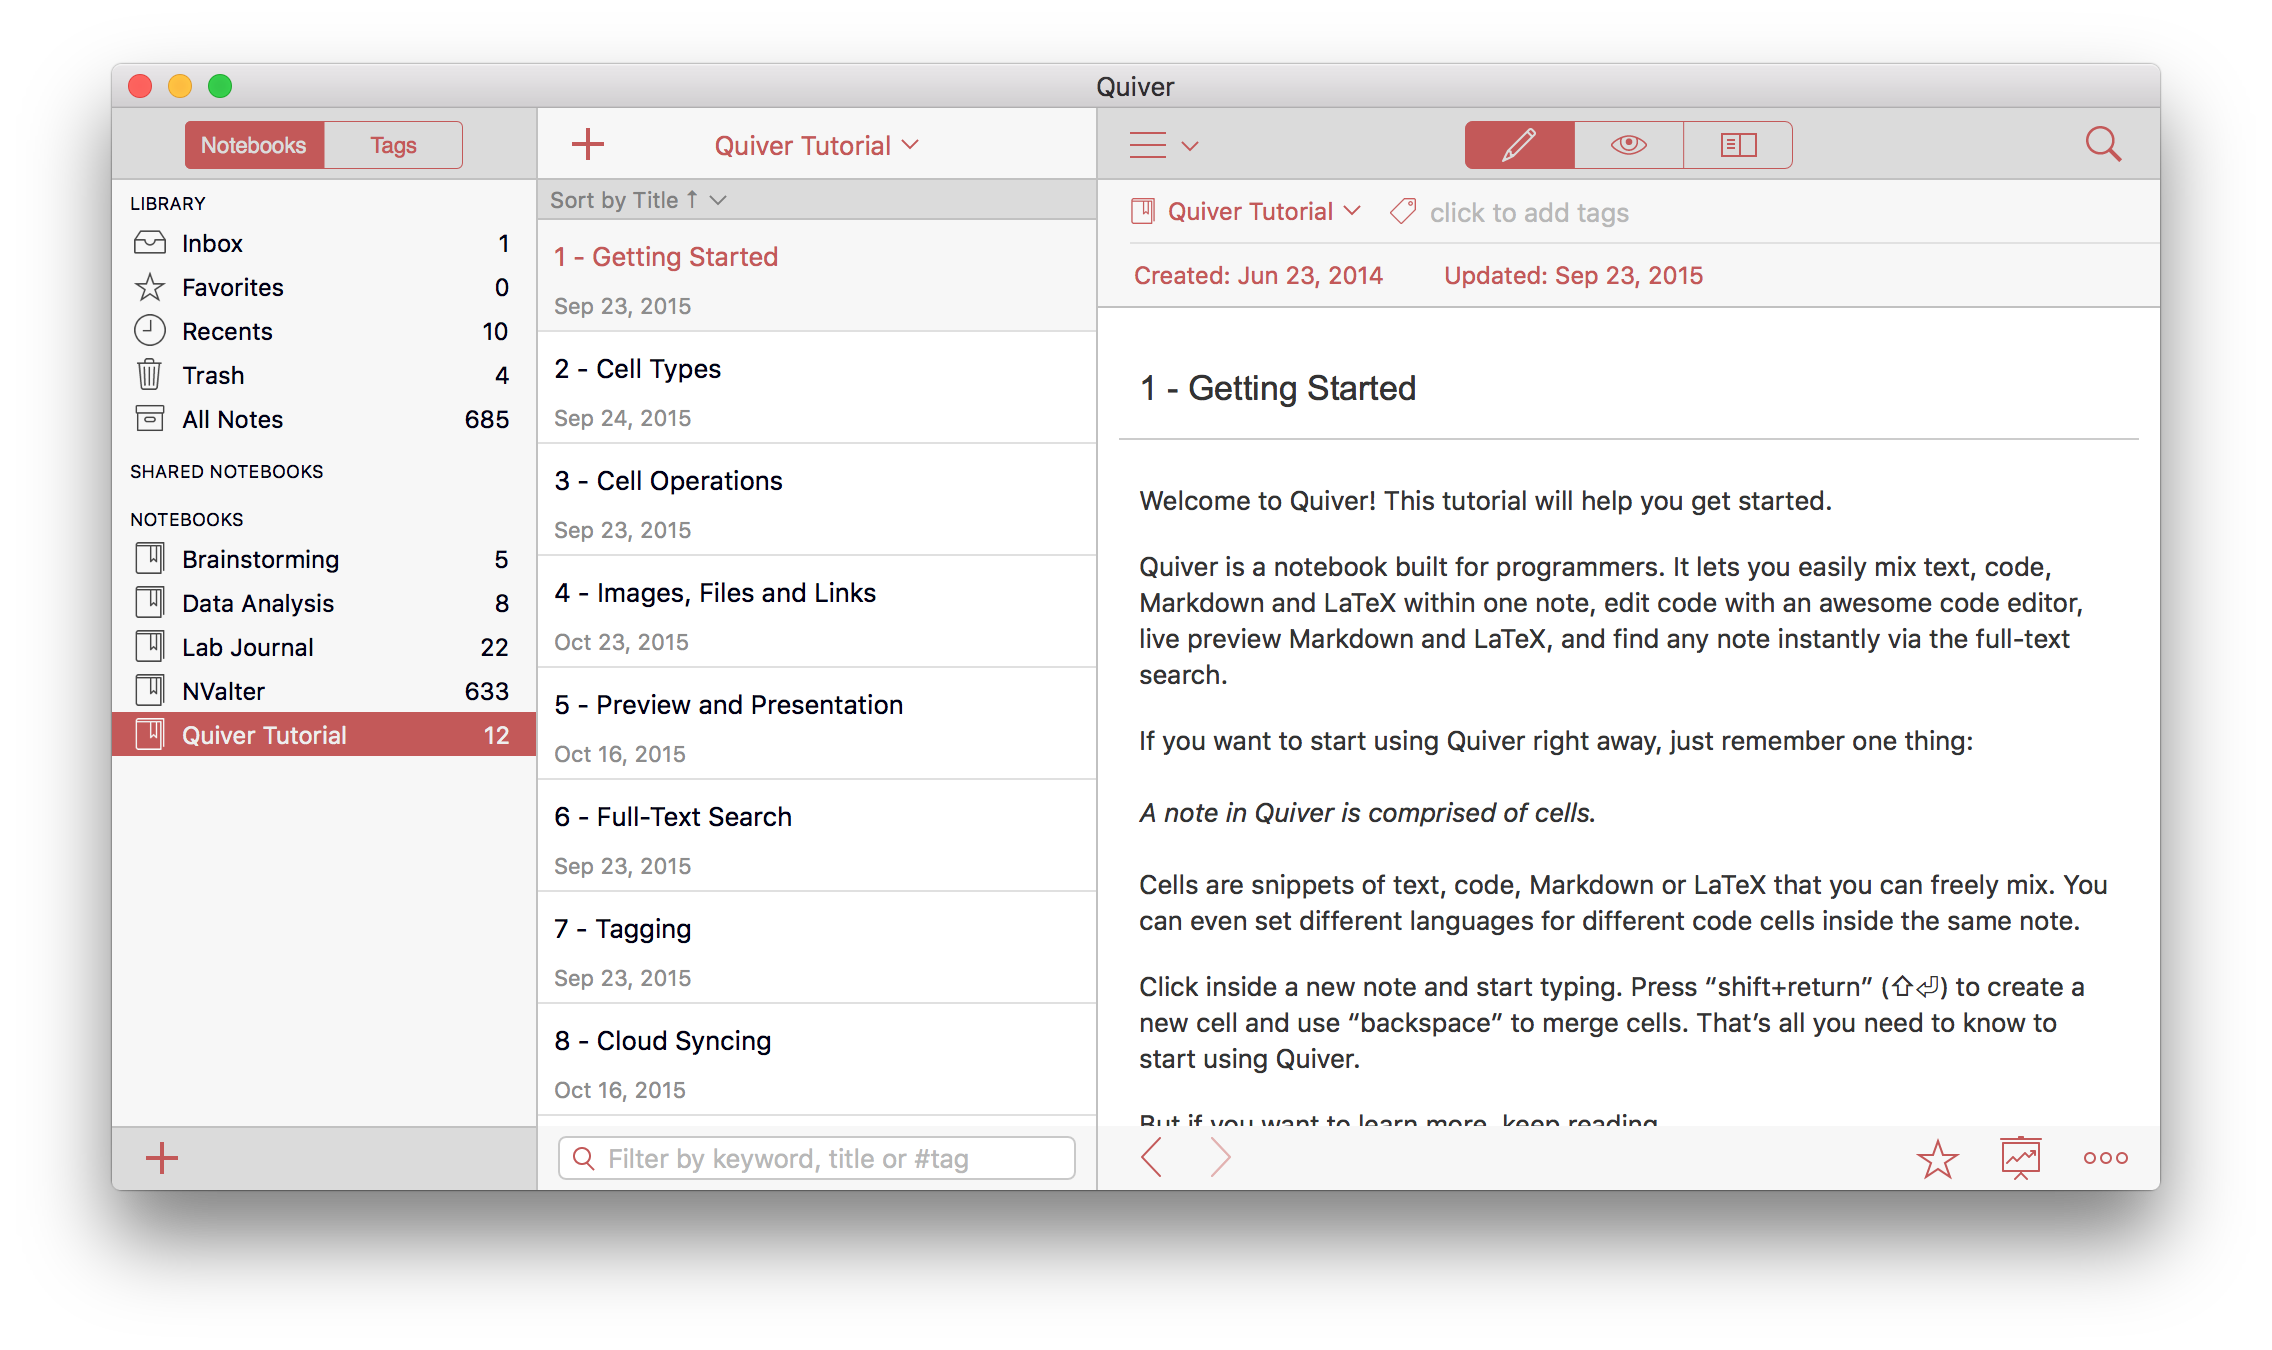 Quiver
Notebooks
Tags
LIBRARY
Inbox 1
Favorites 0
Recents 10
Trash 4
All Notes 685
SHARED NOTEBOOKS
NOTEBOOKS
Brainstorming 5
Data Analysis 8
Lab Journal 22
NValter 633
Quiver Tutorial 12
Quiver Tutorial
Sort by Title ↑
1 - Getting Started
Sep 23, 2015
2 - Cell Types
Sep 24, 2015
3 - Cell Operations
Sep 23, 2015
4 - Images, Files and Links
Oct 23, 2015
5 - Preview and Presentation
Oct 16, 2015
6 - Full-Text Search
Sep 23, 2015
7 - Tagging
Sep 23, 2015
8 - Cloud Syncing
Oct 16, 2015
Filter by keyword, title or #tag
Quiver Tutorial click to add tags
Created: Jun 23, 2014 Updated: Sep 23, 2015
1 - Getting Started
Welcome to Quiver! This tutorial will help you get started.
Quiver is a notebook built for programmers. It lets you easily mix text, code,
Markdown and LaTeX within one note, edit code with an awesome code editor,
live preview Markdown and LaTeX, and find any note instantly via the full-text
search.
If you want to start using Quiver right away, just remember one thing:
A note in Quiver is comprised of cells.
Cells are snippets of text, code, Markdown or LaTeX that you can freely mix. You
can even set different languages for different code cells inside the same note.
Click inside a new note and start typing. Press “shift+return” (⇧⏎) to create a
new cell and use “backspace” to merge cells. That’s all you need to know to
start using Quiver.
But if you want to learn more, keep reading